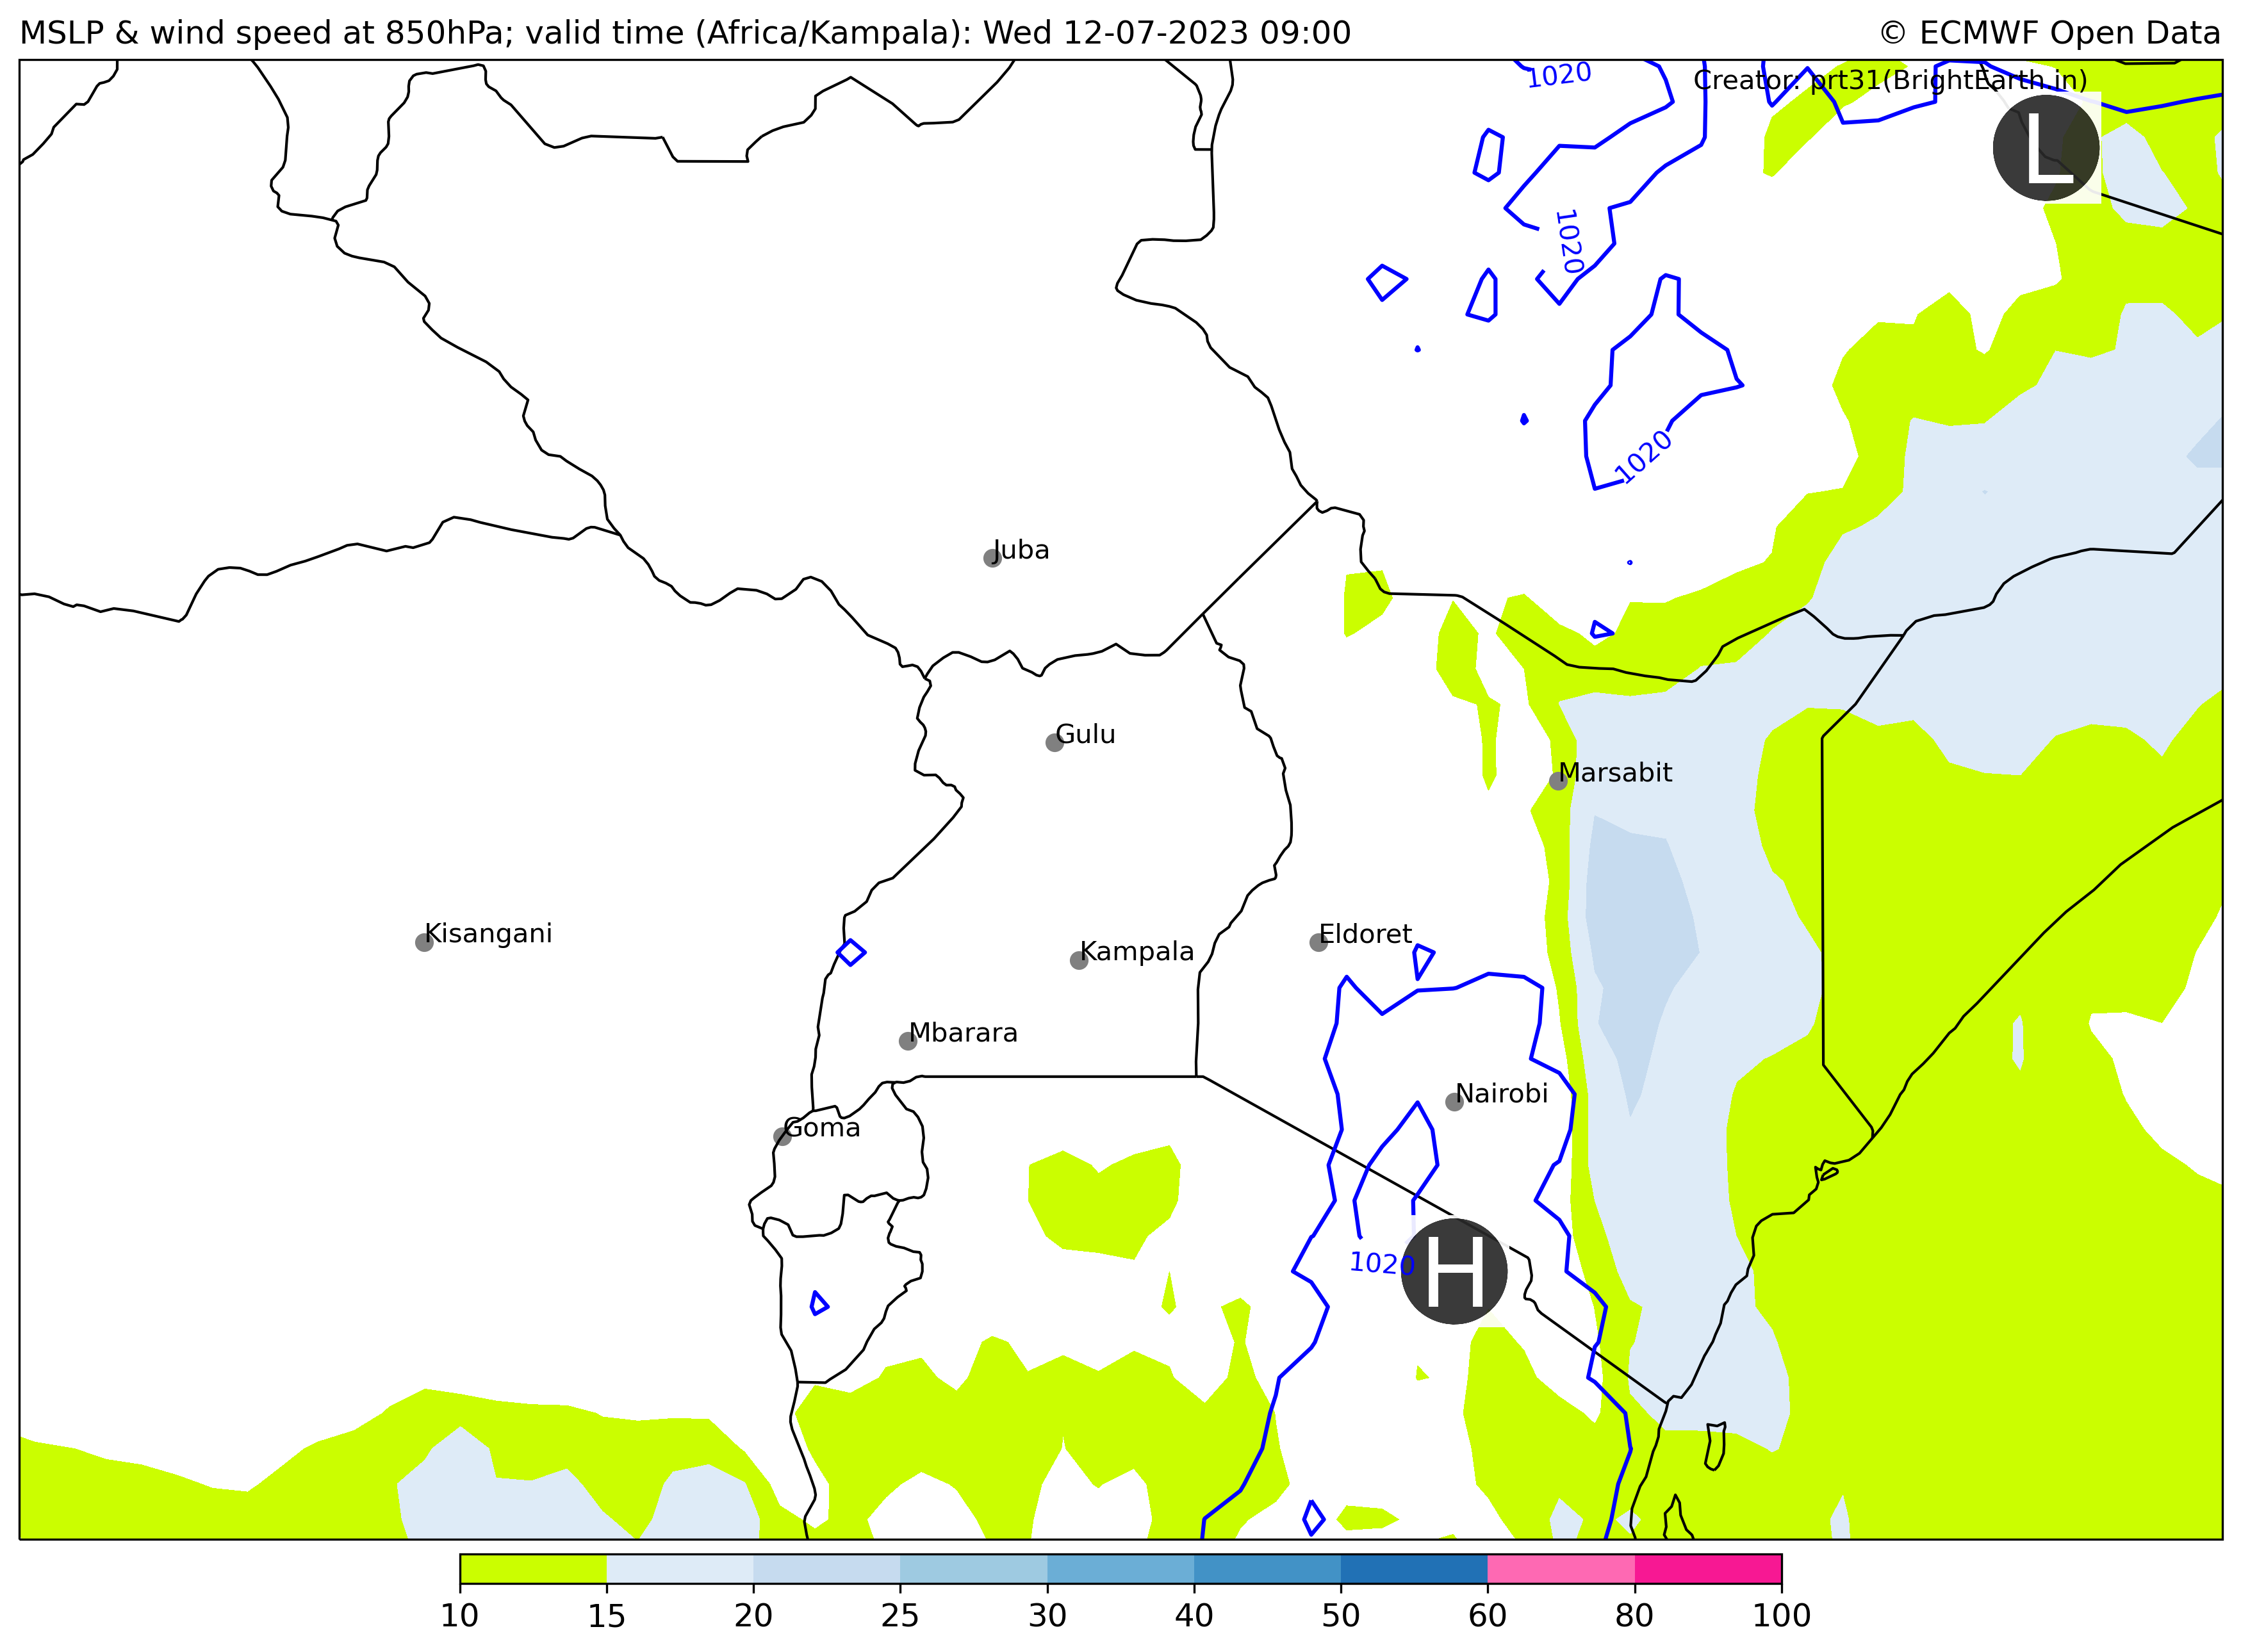 MSLP & wind speed at 850hPa; valid time (Africa/Kampala): Wed 12-07-2023 09:00 © ECMWF Open Data
1020
Creator: prt31(BrightEarth.in)
L
1020
1020
Juba
Gulu
Marsabit
Kisangani
Eldoret
Kampala
Mbarara
Nairobi
Goma
1020
H
10 15 20 25 30 40 50 60 80 100